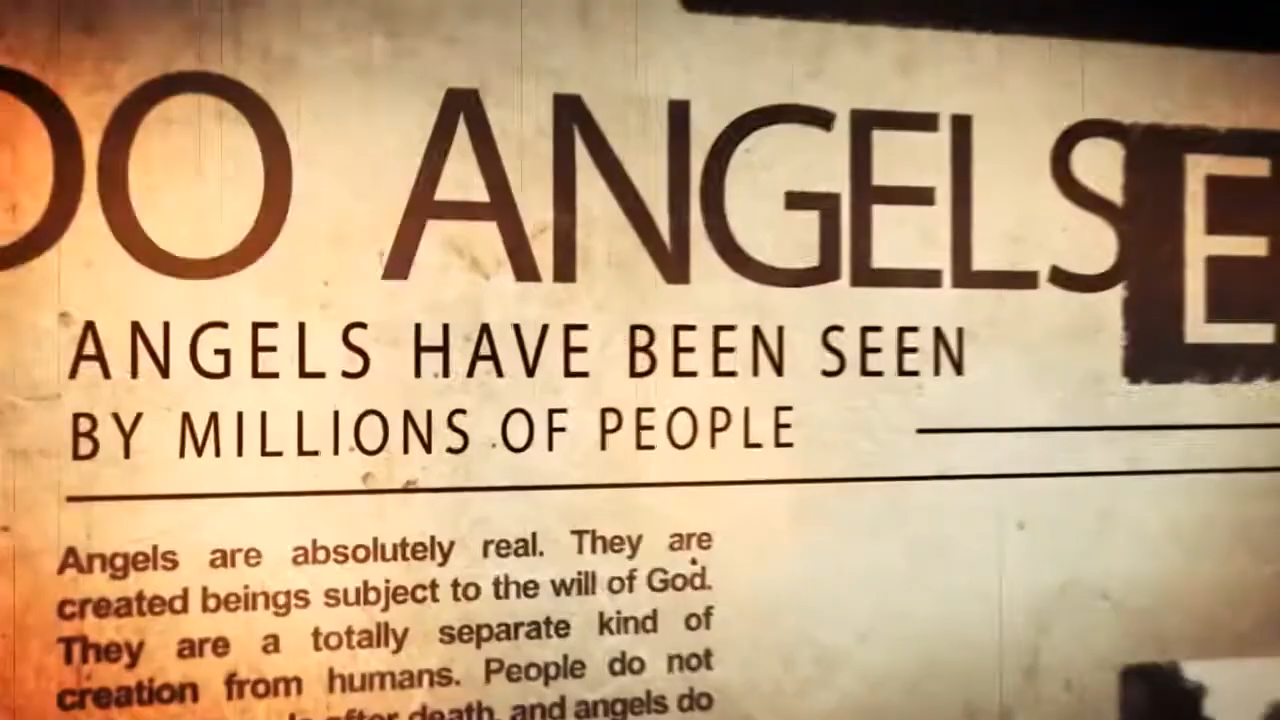 DO ANGELS E
ANGELS HAVE BEEN SEEN
BY MILLIONS OF PEOPLE
Angels are absolutely real. They are
created beings subject to the will of God.
They are a totally separate kind of
creation from humans. People do not
after death, and angels do